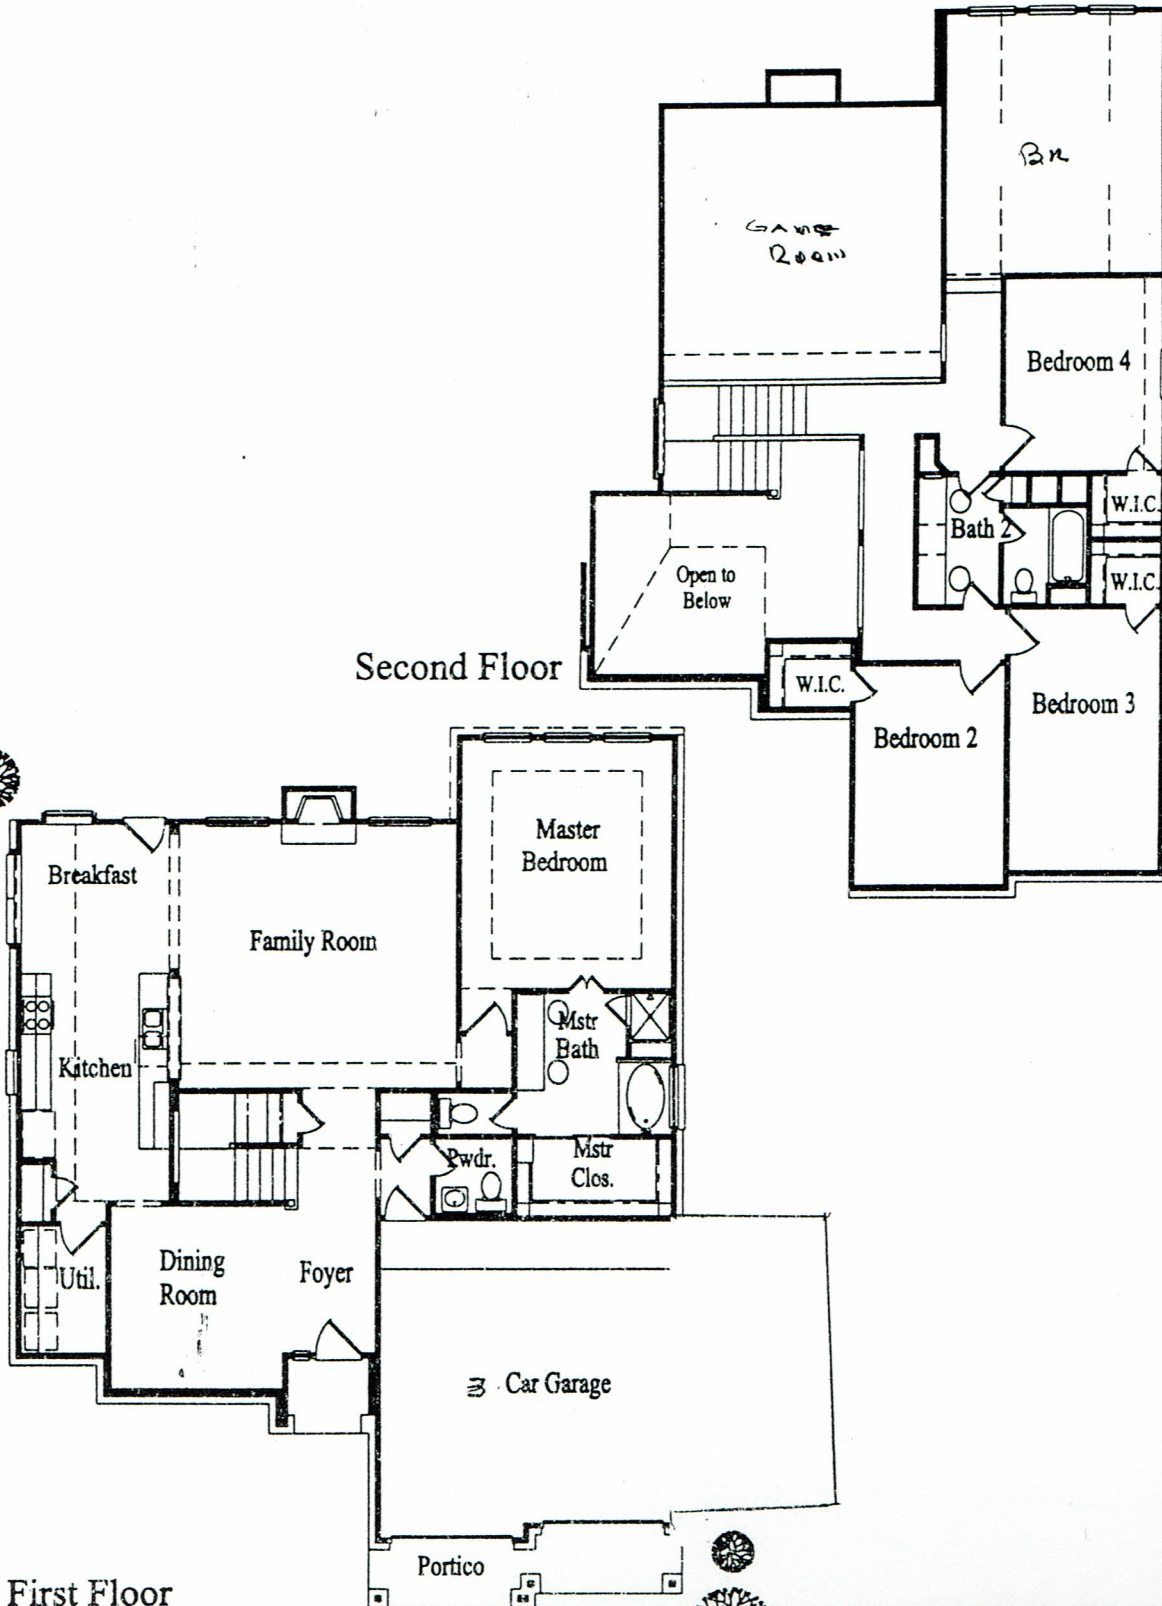 BR
GAME
ROOM
Bedroom 4
W.I.C.
Bath 2
Open to
Below
W.I.C.
Second Floor
W.I.C.
Bedroom 3
Bedroom 2
Master
Bedroom
Breakfast
Family Room
Mstr
Bath
Kitchen
Pwdr.
Mstr
Clos.
Util.
Dining
Room
Foyer
3 Car Garage
Portico
First Floor